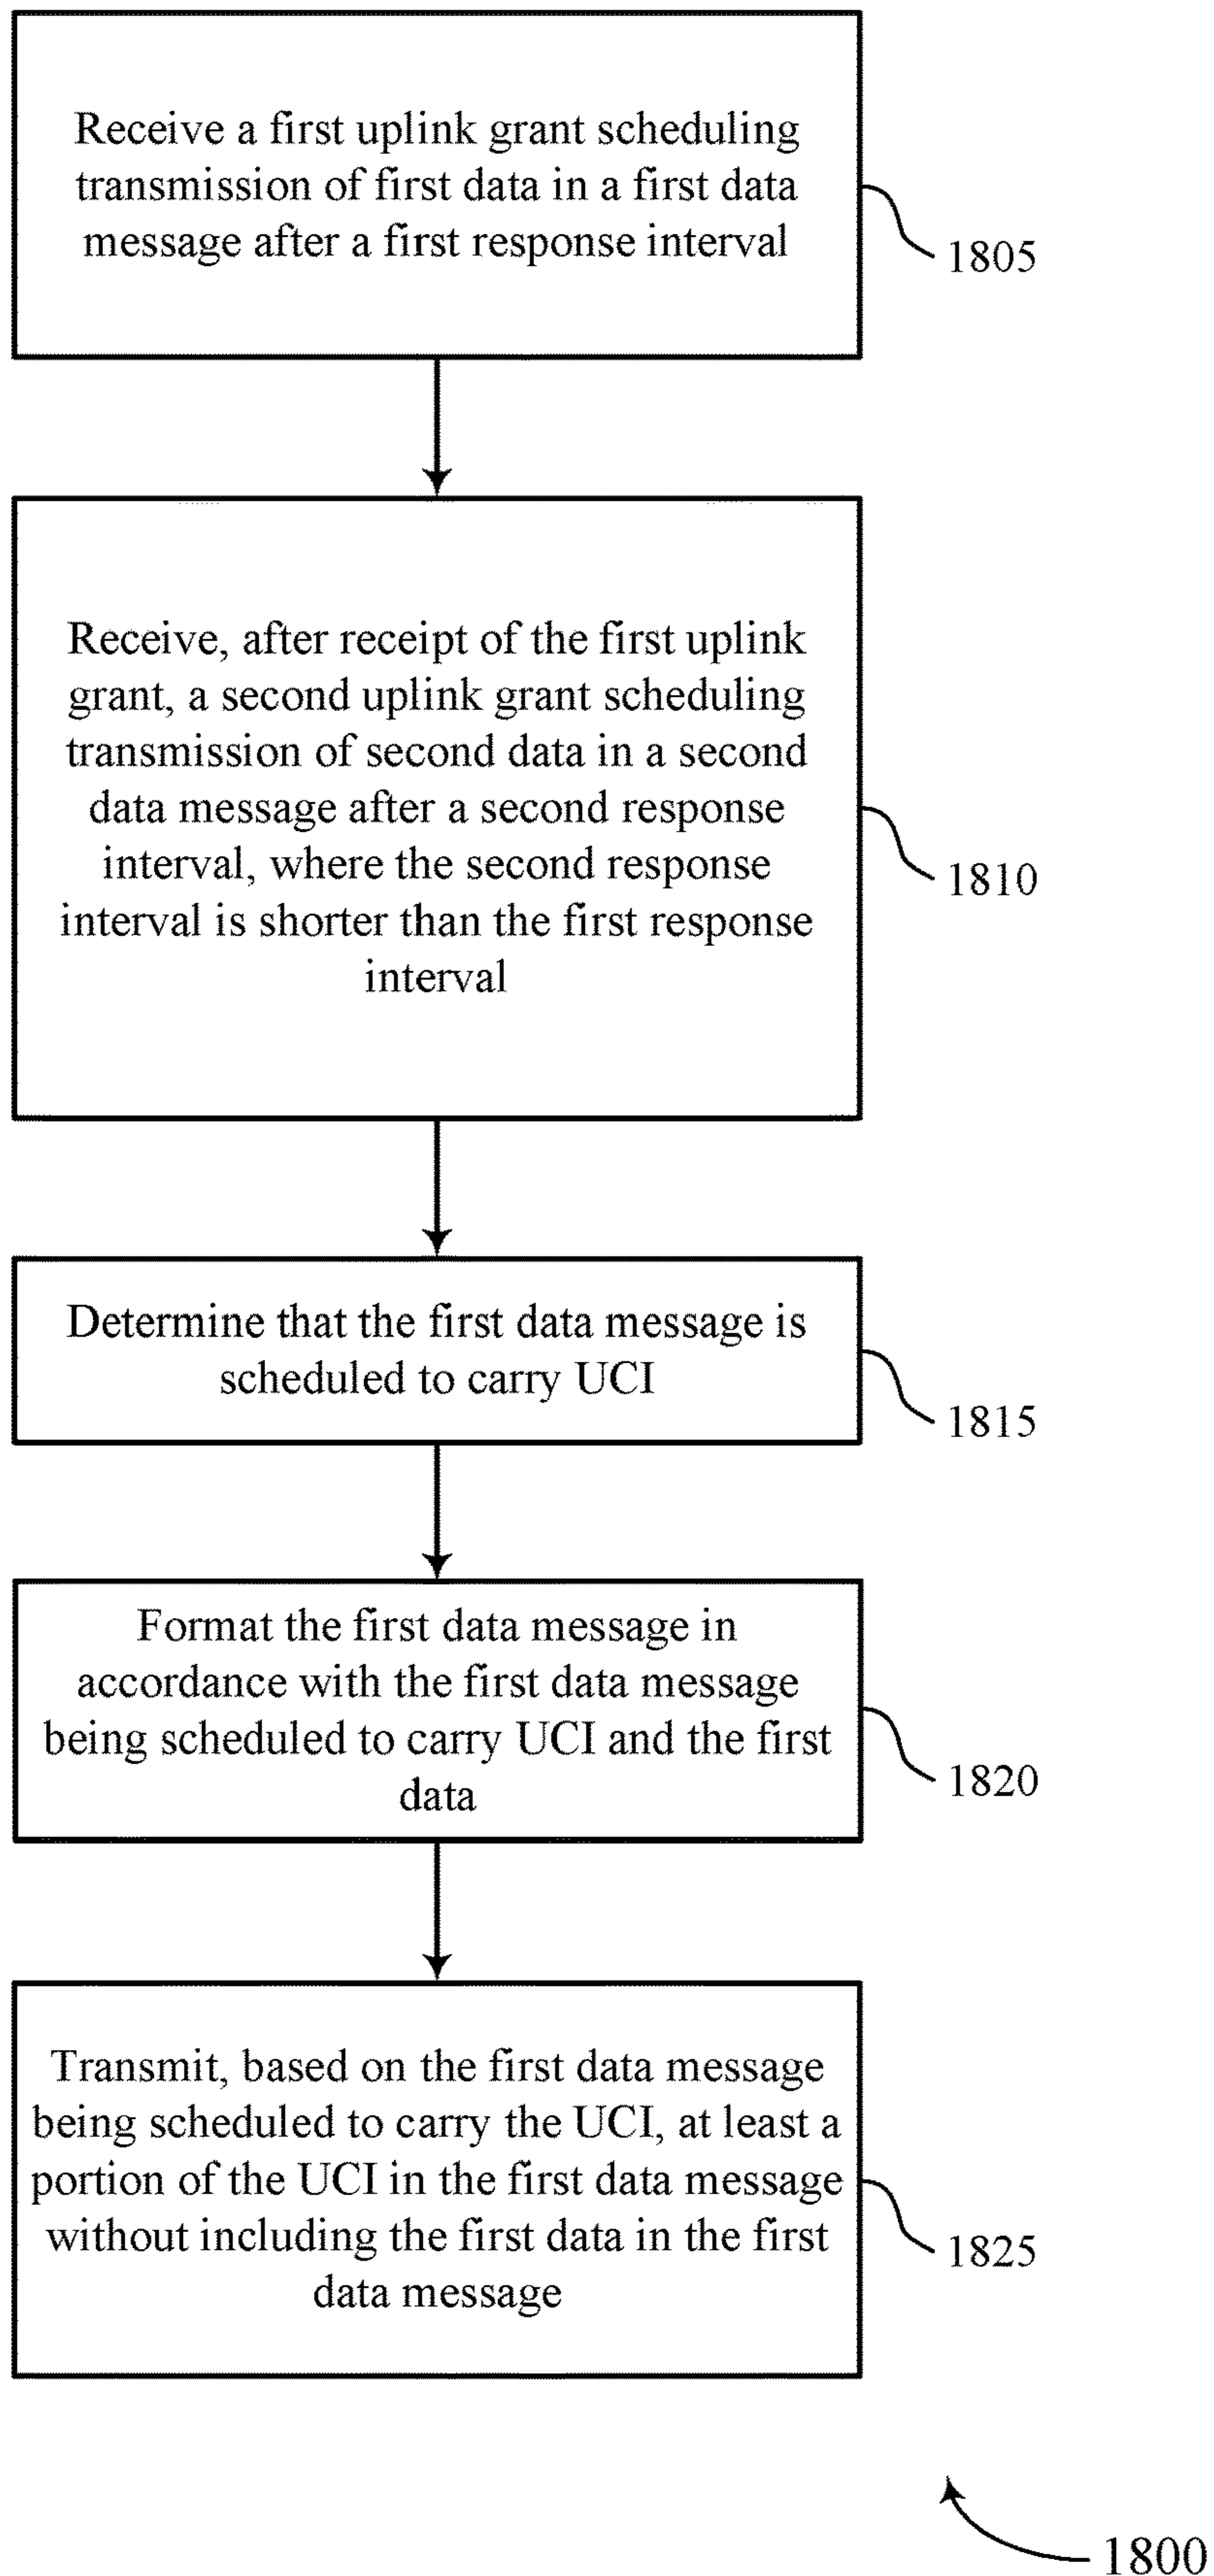 Receive a first uplink grant scheduling
transmission of first data in a first data
message after a first response interval
1805
Receive, after receipt of the first uplink
grant, a second uplink grant scheduling
transmission of second data in a second
data message after a second response
interval, where the second response
interval is shorter than the first response
interval
1810
Determine that the first data message is
scheduled to carry UCI
1815
Format the first data message in
accordance with the first data message
being scheduled to carry UCI and the first
data
1820
Transmit, based on the first data message
being scheduled to carry the UCI, at least a
portion of the UCI in the first data message
without including the first data in the first
data message
1825
1800